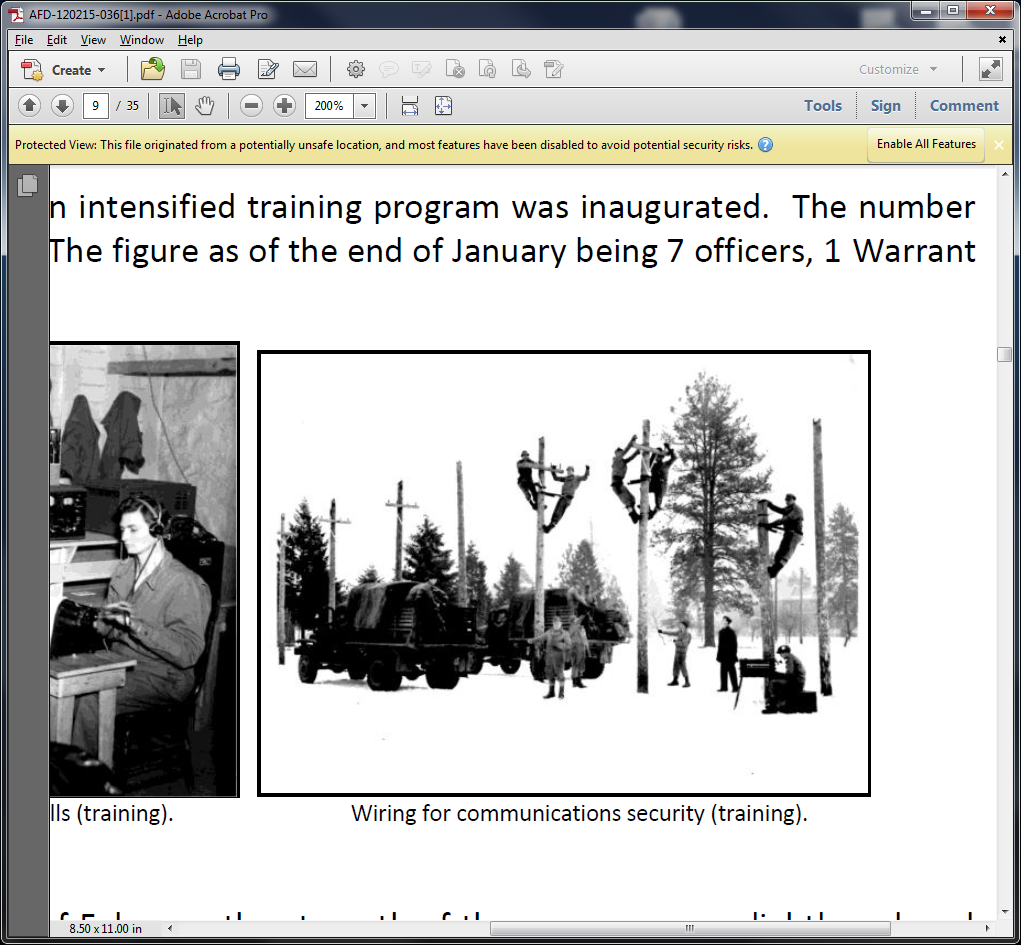 AFD-120215-036[1].pdf - Adobe Acrobat Pro
File Edit View Window Help
Create Customize
9 / 35 200% Tools Sign Comment
Protected View: This file originated from a potentially unsafe location, and most features have been disabled to avoid potential security risks. Enable All Features
n intensified training program was inaugurated. The number
The figure as of the end of January being 7 officers, 1 Warrant
lls (training).
Wiring for communications security (training).
8.50 x 11.00 in